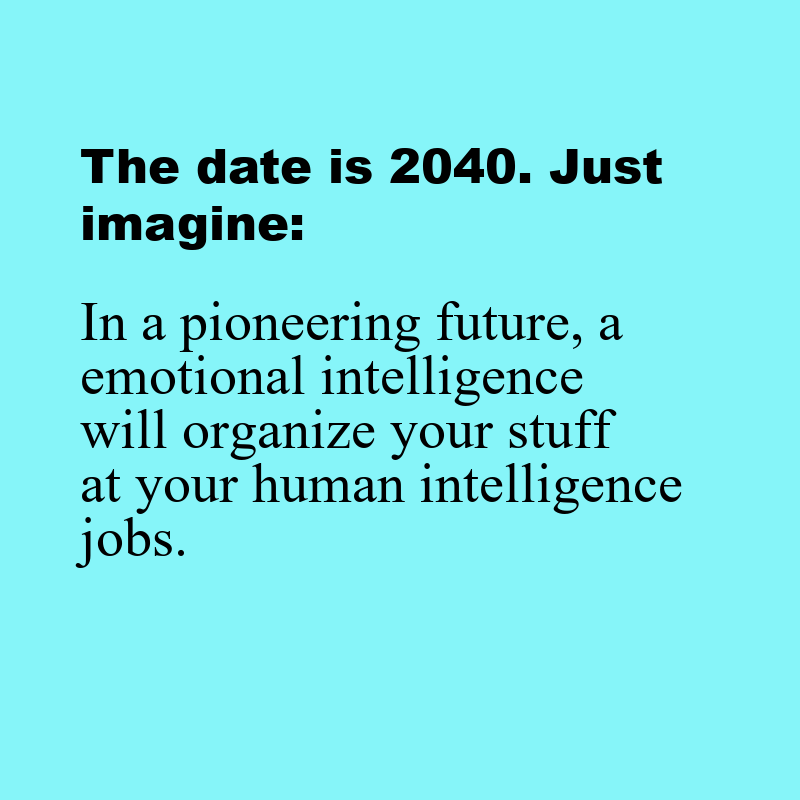 The date is 2040. Just
imagine:
In a pioneering future, a
emotional intelligence
will organize your stuff
at your human intelligence
jobs.